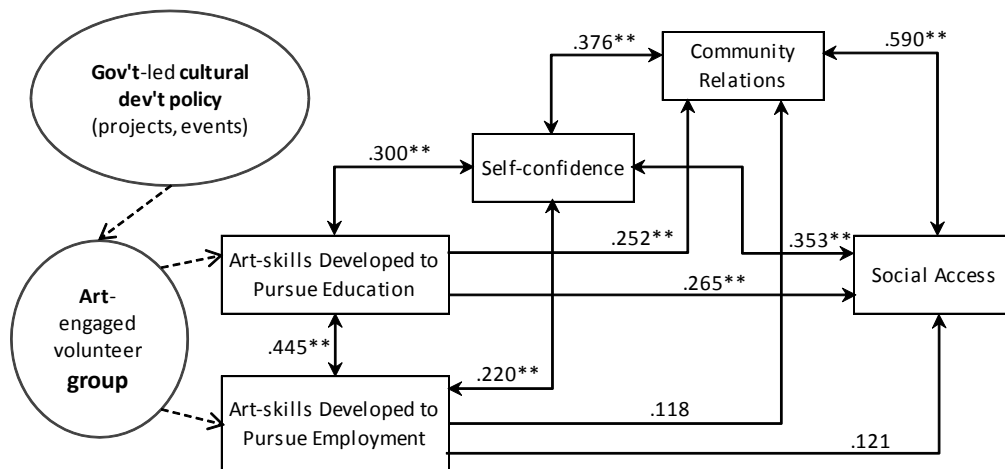 .376**
Community
Relations
.590**
Gov't-led cultural
dev't policy
(projects, events)
.300**
Self-confidence
.252**
.353**
Art-skills Developed to
Pursue Education
.265**
Social Access
Art-
engaged
volunteer
group
.445**
.220**
Art-skills Developed to
Pursue Employment
.118
.121